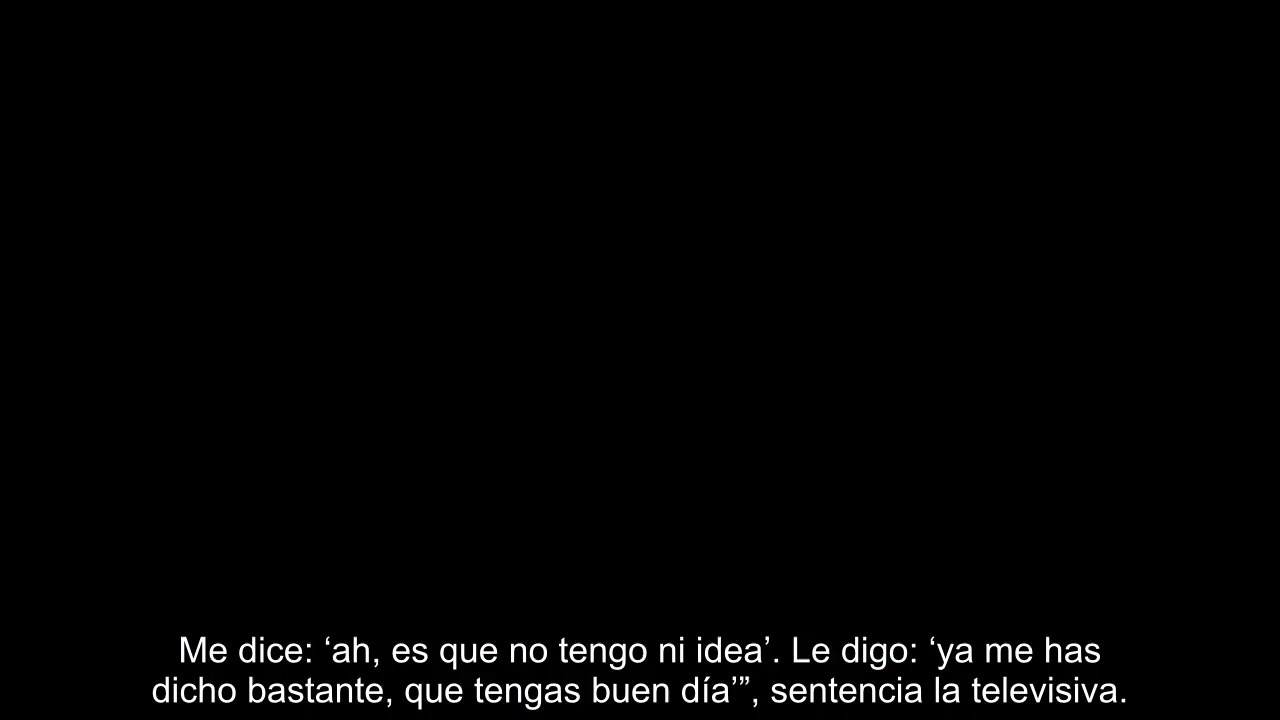 Me dice: ‘ah, es que no tengo ni idea’. Le digo: ‘ya me has
dicho bastante, que tengas buen día’”, sentencia la televisiva.